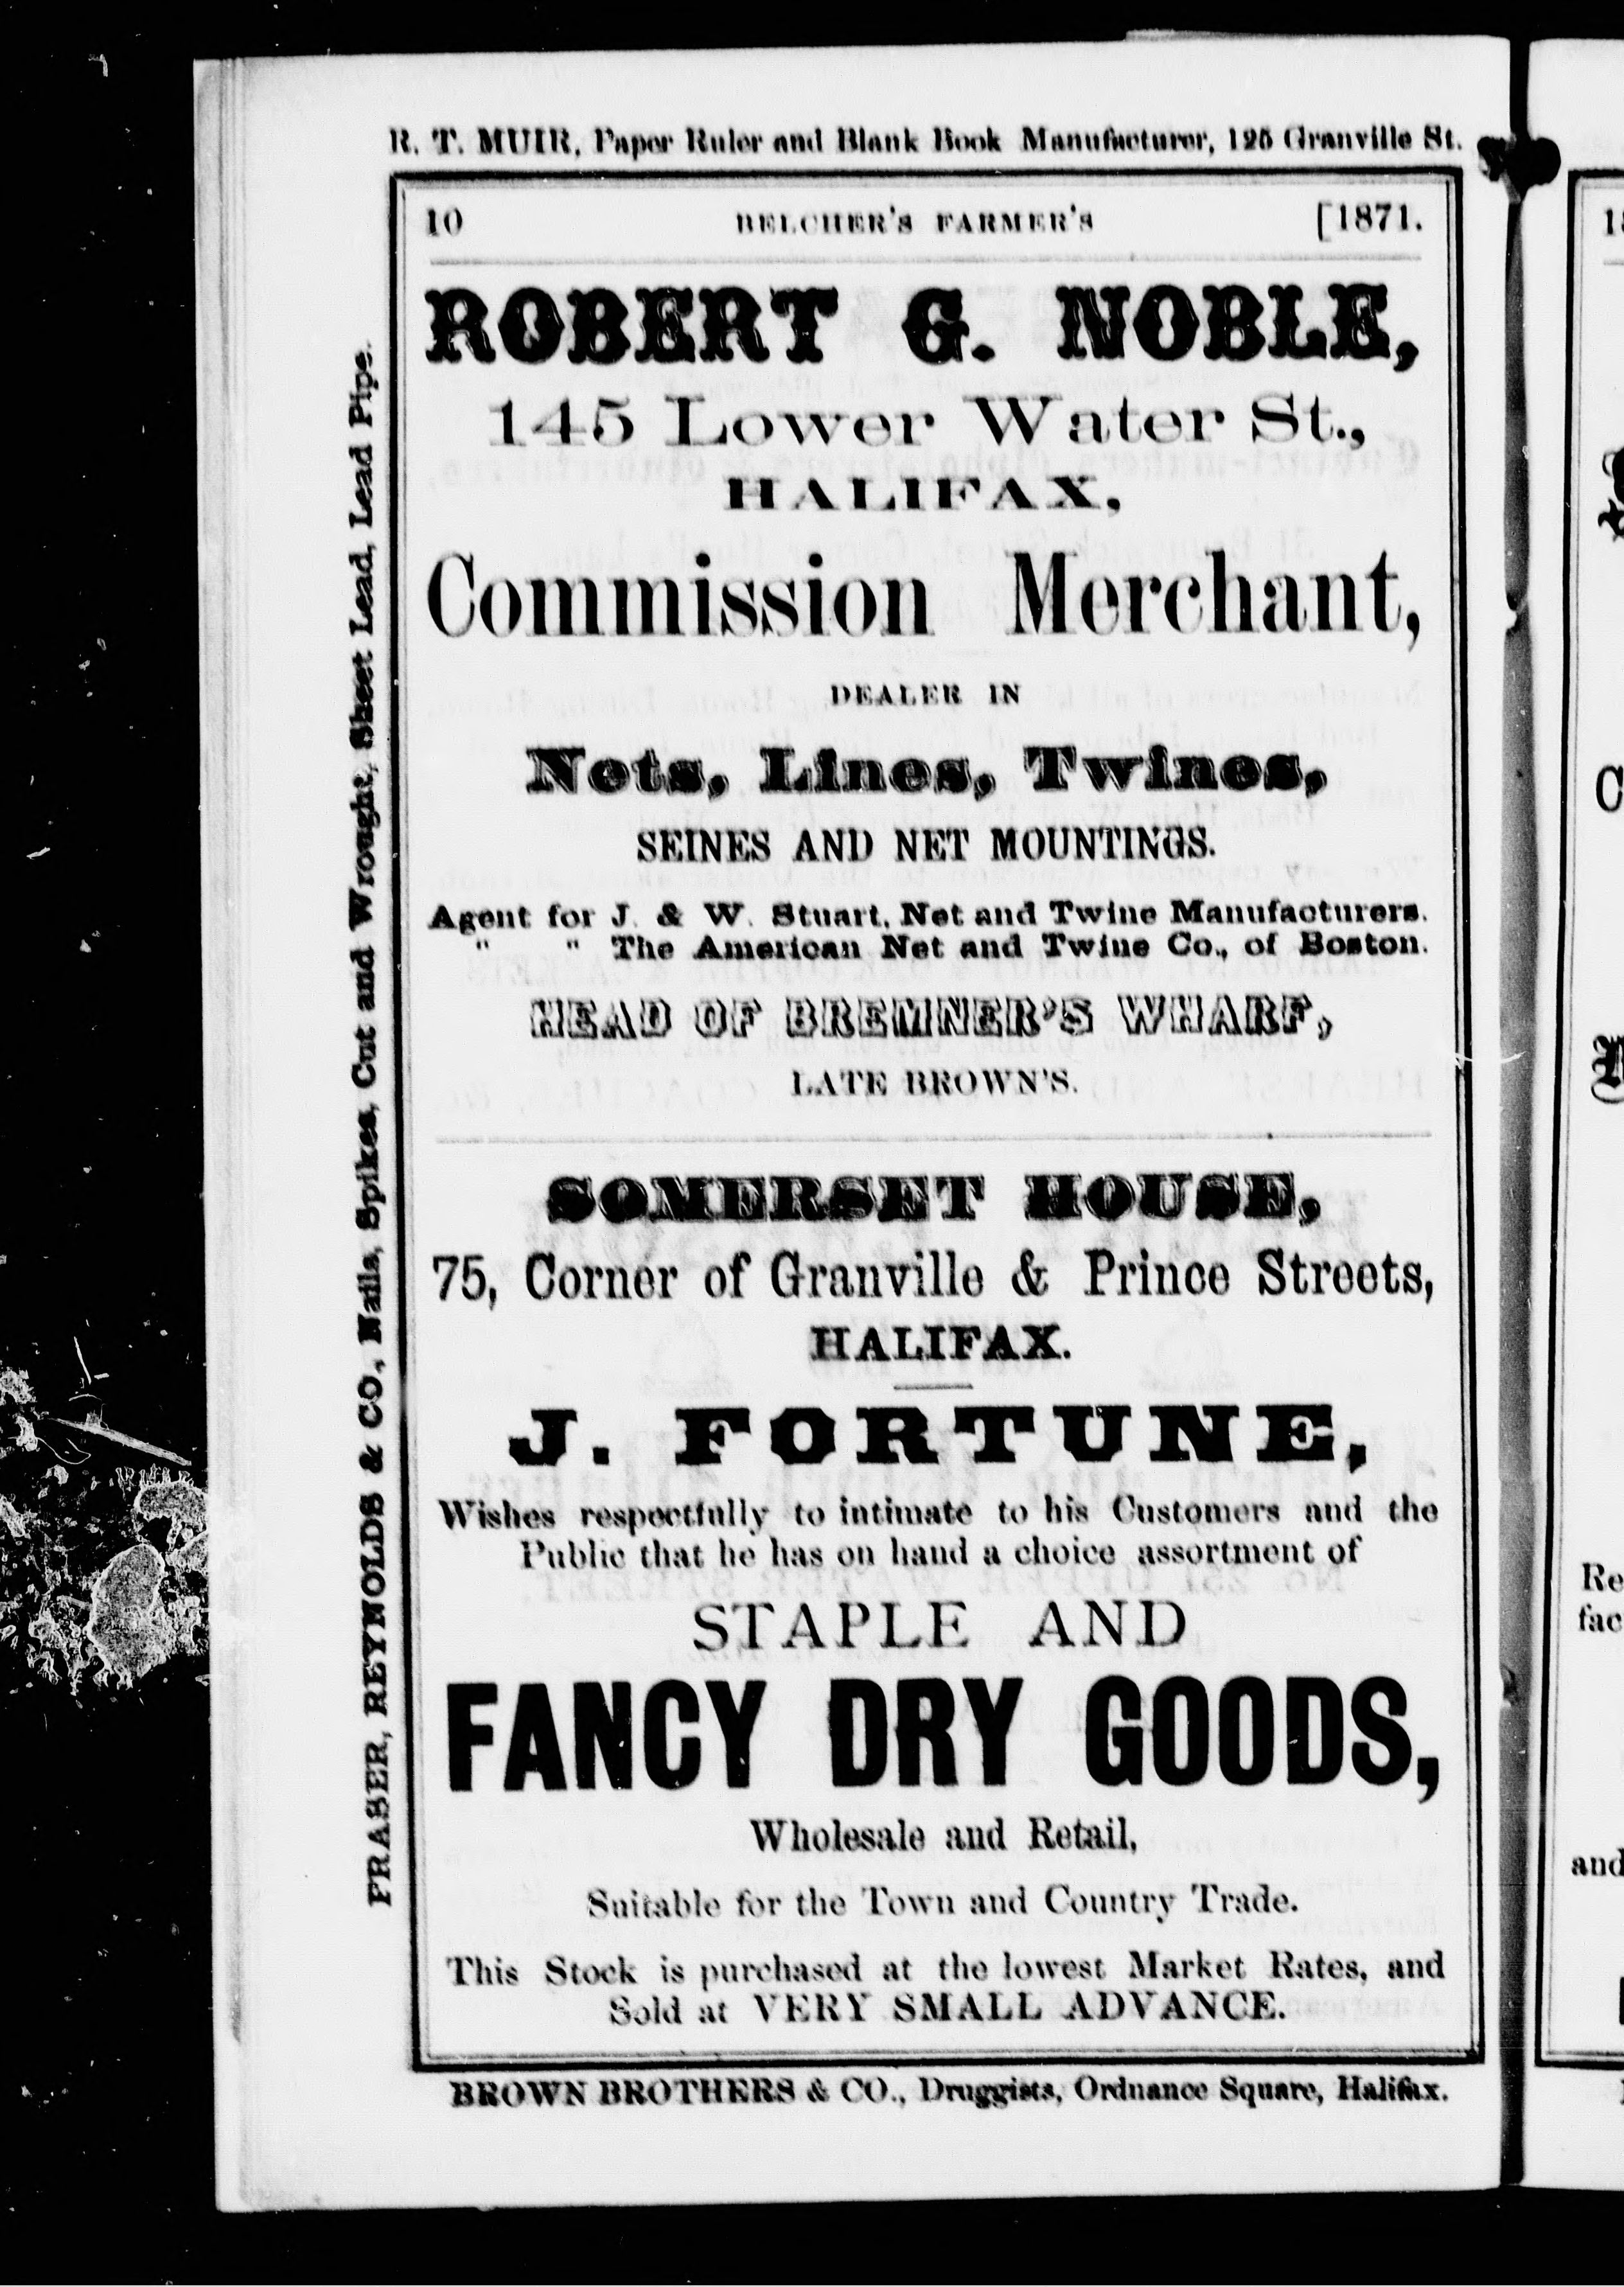 R. T. MUIR, Paper Ruler and Blank Book Manufacturer, 125 Granville St.
10 BELCHER'S FARMER'S [1871.
ROBERT G. NOBLE,
145 Lower Water St.,
HALIFAX,
Commission Merchant,
DEALER IN
Nets, Lines, Twines,
SEINES AND NET MOUNTINGS.
Agent for J. & W. Stuart, Net and Twine Manufacturers.
" " The American Net and Twine Co., of Boston.
HEAD OF BREMNER'S WHARF,
LATE BROWN'S.
SOMERSET HOUSE,
75, Corner of Granville & Prince Streets,
HALIFAX.
J. FORTUNE,
Wishes respectfully to intimate to his Customers and the
Public that he has on hand a choice assortment of
STAPLE AND
FANCY DRY GOODS,
Wholesale and Retail,
Suitable for the Town and Country Trade.
This Stock is purchased at the lowest Market Rates, and
Sold at VERY SMALL ADVANCE.
BROWN BROTHERS & CO., Druggists, Ordnance Square, Halifax.
FRASER, REYNOLDS & CO., Nails, Spikes, Cut and Wrought, Sheet Lead, Lead Pipe.
Re
fac
and